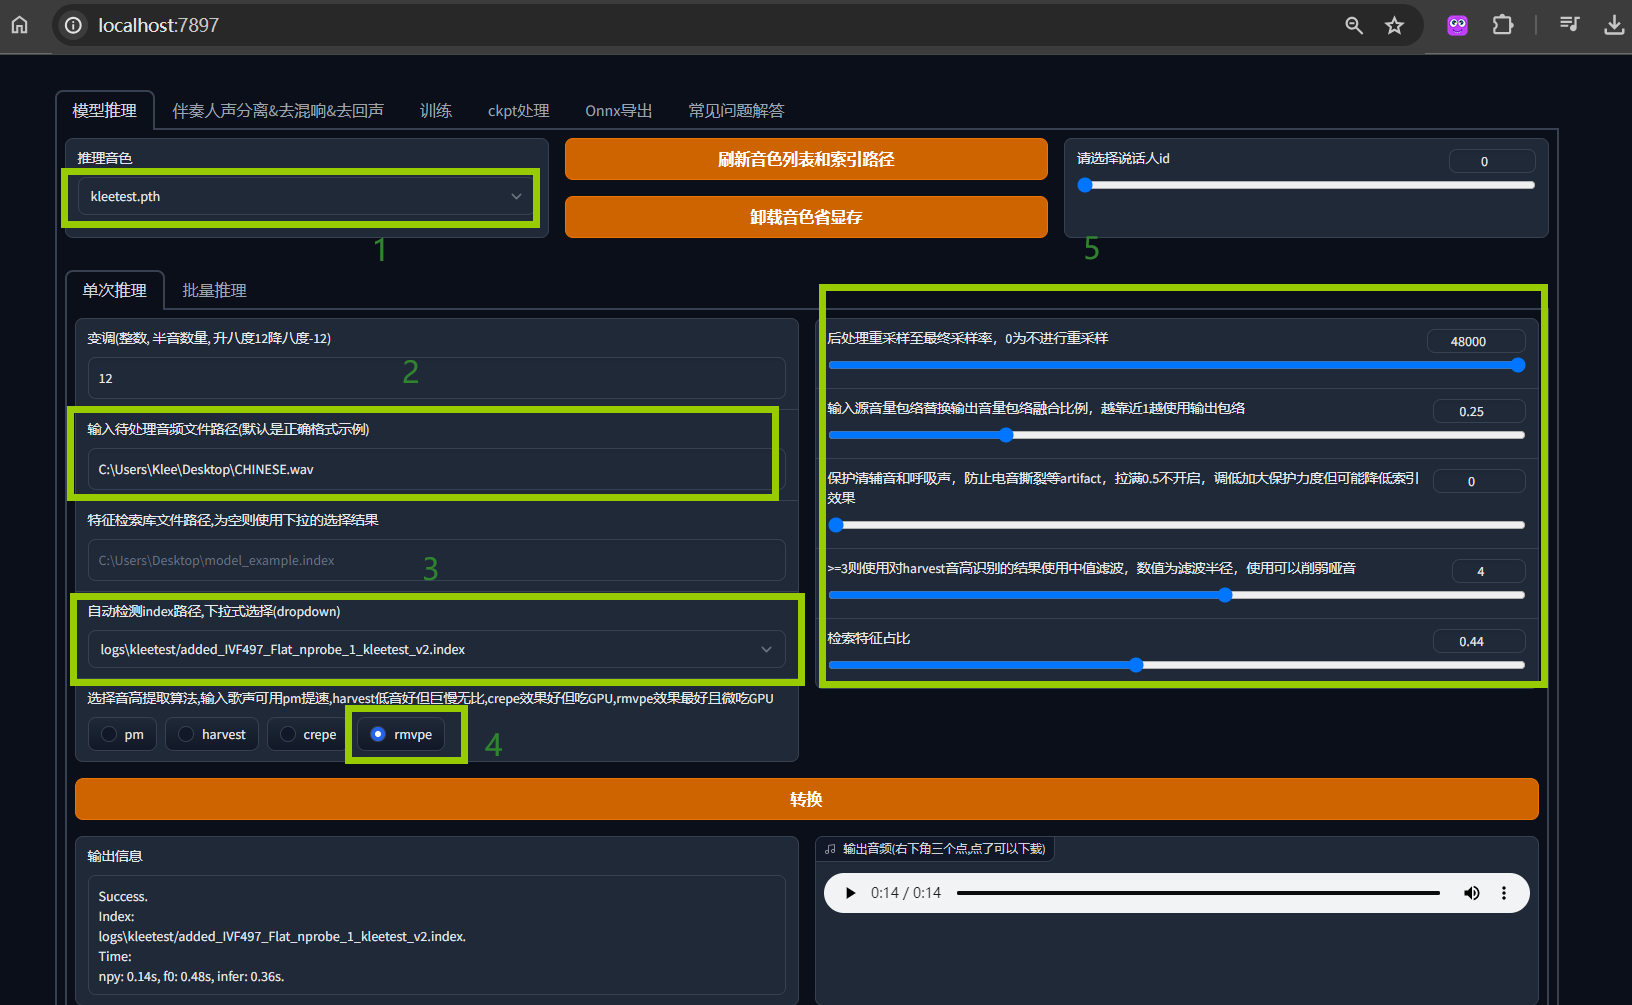 localhost:7897
模型推理 伴奏人声分离&去混响&去回声 训练 ckpt处理 Onnx导出 常见问题解答
推理音色
kleetest.pth
1
刷新音色列表和索引路径
卸载音色省显存
请选择说话人id
0
5
单次推理 批量推理
变调(整数, 半音数量, 升八度12降八度-12)
12
2
输入待处理音频文件路径(默认是正确格式示例)
C:\Users\Klee\Desktop\CHINESE.wav
特征检索库文件路径,为空则使用下拉的选择结果
C:\Users\Desktop\model_example.index
3
自动检测index路径,下拉式选择(dropdown)
logs\kleetest/added_IVF497_Flat_nprobe_1_kleetest_v2.index
选择音高提取算法,输入歌声可用pm提速,harvest低音好但巨慢无比,crepe效果好但吃GPU,rmvpe效果最好且微吃GPU
pm harvest crepe rmvpe
4
后处理重采样至最终采样率，0为不进行重采样
48000
输入源音量包络替换输出音量包络融合比例，越靠近1越使用输出包络
0.25
保护清辅音和呼吸声，防止电音撕裂等artifact，拉满0.5不开启，调低加大保护力度但可能降低索引
效果
0
>=3则使用对harvest音高识别的结果使用中值滤波，数值为滤波半径，使用可以削弱哑音
4
检索特征占比
0.44
转换
输出信息
Success.
Index:
logs\kleetest/added_IVF497_Flat_nprobe_1_kleetest_v2.index.
Time:
npy: 0.14s, f0: 0.48s, infer: 0.36s.
输出音频(右下角三个点,点了可以下载)
0:14 / 0:14